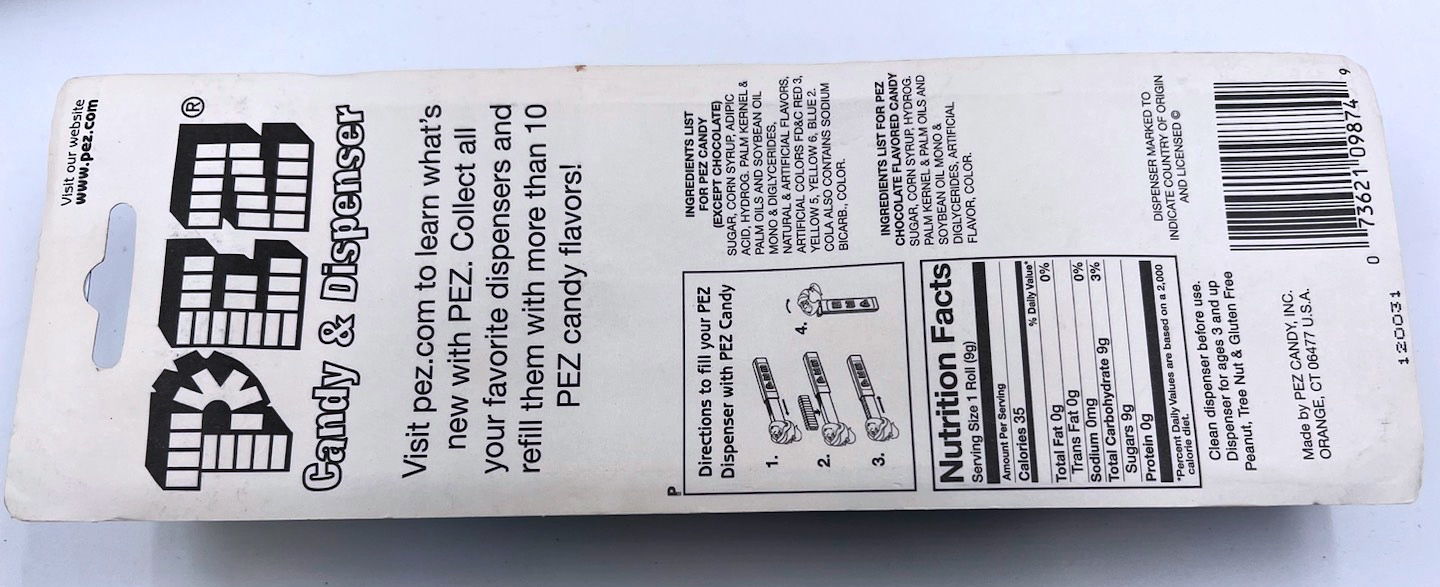 Visit our website
www.pez.com
PEZ®
Candy & Dispenser
Visit pez.com to learn what's
new with PEZ. Collect all
your favorite dispensers and
refill them with more than 10
PEZ candy flavors!
P
Directions to fill your PEZ
Dispenser with PEZ Candy
1.
2.
3.
4.
INGREDIENTS LIST
FOR PEZ CANDY
(EXCEPT CHOCOLATE)
SUGAR, CORN SYRUP, ADIPIC
ACID, HYDROG. PALM KERNEL &
PALM OILS AND SOYBEAN OIL
MONO & DIGLYCERIDES,
NATURAL & ARTIFICIAL FLAVORS,
ARTIFICIAL COLORS FD&C RED 3,
YELLOW 5, YELLOW 6, BLUE 2.
COLA ALSO CONTAINS SODIUM
BICARB., COLOR.
INGREDIENTS LIST FOR PEZ
CHOCOLATE FLAVORED CANDY
SUGAR, CORN SYRUP, HYDROG.
PALM KERNEL & PALM OILS AND
SOYBEAN OIL MONO &
DIGLYCERIDES, ARTIFICIAL
FLAVOR, COLOR.
Nutrition Facts
Serving Size 1 Roll (9g)
Amount Per Serving
Calories 35
% Daily Value*
Total Fat 0g 0%
Trans Fat 0g 0%
Sodium 0mg 0%
Total Carbohydrate 9g 3%
Sugars 9g
Protein 0g
*Percent Daily Values are based on a 2,000
calorie diet.
DISPENSER MARKED TO
INDICATE COUNTRY OF ORIGIN
AND LICENSED ©
Clean dispenser before use.
Dispenser for ages 3 and up
Peanut, Tree Nut & Gluten Free
Made by PEZ CANDY, INC.
ORANGE, CT 06477 U.S.A.
0 73621 09874 9
120031